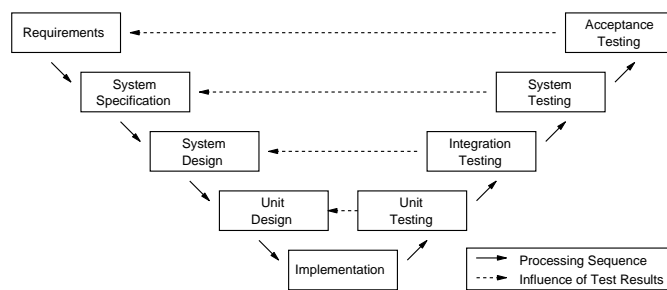 Requirements
Acceptance
Testing
System
Specification
System
Testing
System
Design
Integration
Testing
Unit
Design
Unit
Testing
Implementation
Processing Sequence
Influence of Test Results